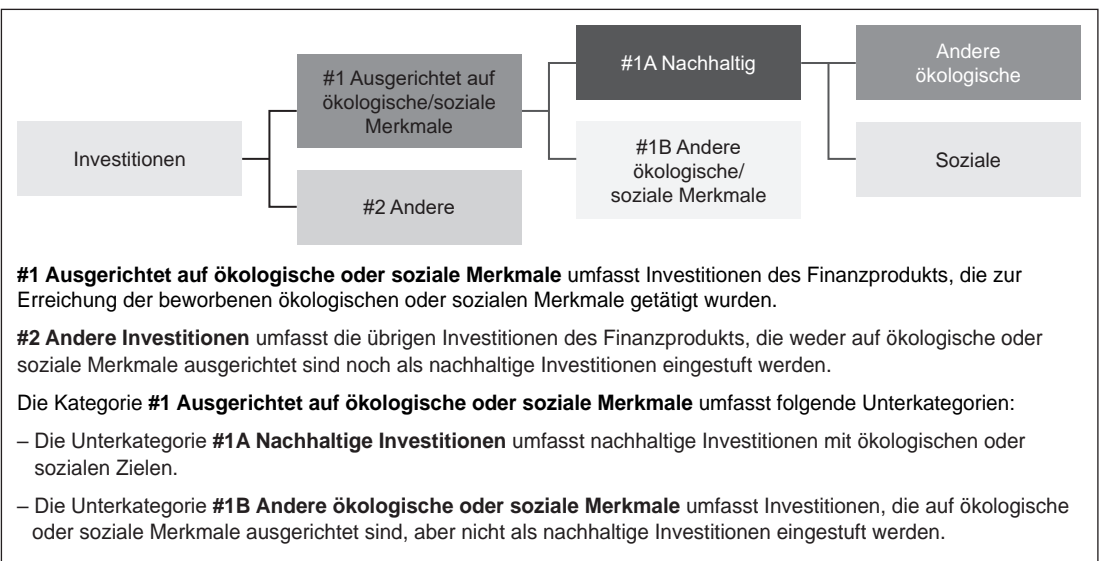 Investitionen
#1 Ausgerichtet auf
ökologische/soziale
Merkmale
#2 Andere
#1A Nachhaltig
#1B Andere
ökologische/
soziale Merkmale
Andere
ökologische
Soziale
#1 Ausgerichtet auf ökologische oder soziale Merkmale umfasst Investitionen des Finanzprodukts, die zur
Erreichung der beworbenen ökologischen oder sozialen Merkmale getätigt wurden.
#2 Andere Investitionen umfasst die übrigen Investitionen des Finanzprodukts, die weder auf ökologische oder
soziale Merkmale ausgerichtet sind noch als nachhaltige Investitionen eingestuft werden.
Die Kategorie #1 Ausgerichtet auf ökologische oder soziale Merkmale umfasst folgende Unterkategorien:
– Die Unterkategorie #1A Nachhaltige Investitionen umfasst nachhaltige Investitionen mit ökologischen oder
sozialen Zielen.
– Die Unterkategorie #1B Andere ökologische oder soziale Merkmale umfasst Investitionen, die auf ökologische
oder soziale Merkmale ausgerichtet sind, aber nicht als nachhaltige Investitionen eingestuft werden.